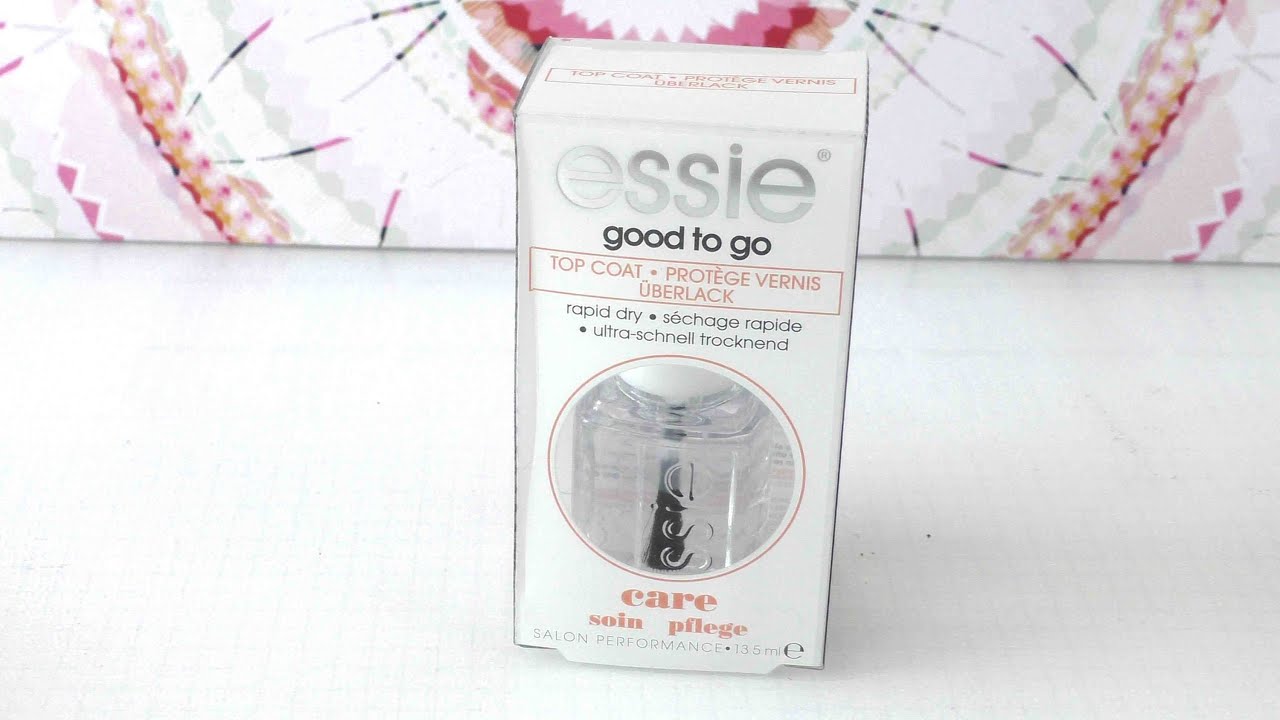 TOP COAT • PROTÈGE VERNIS
ÜBERLACK
essie®
good to go
TOP COAT • PROTÈGE VERNIS
ÜBERLACK
rapid dry • séchage rapide
• ultra-schnell trocknend
essie
care
soin pflege
SALON PERFORMANCE • 13.5 ml ℮